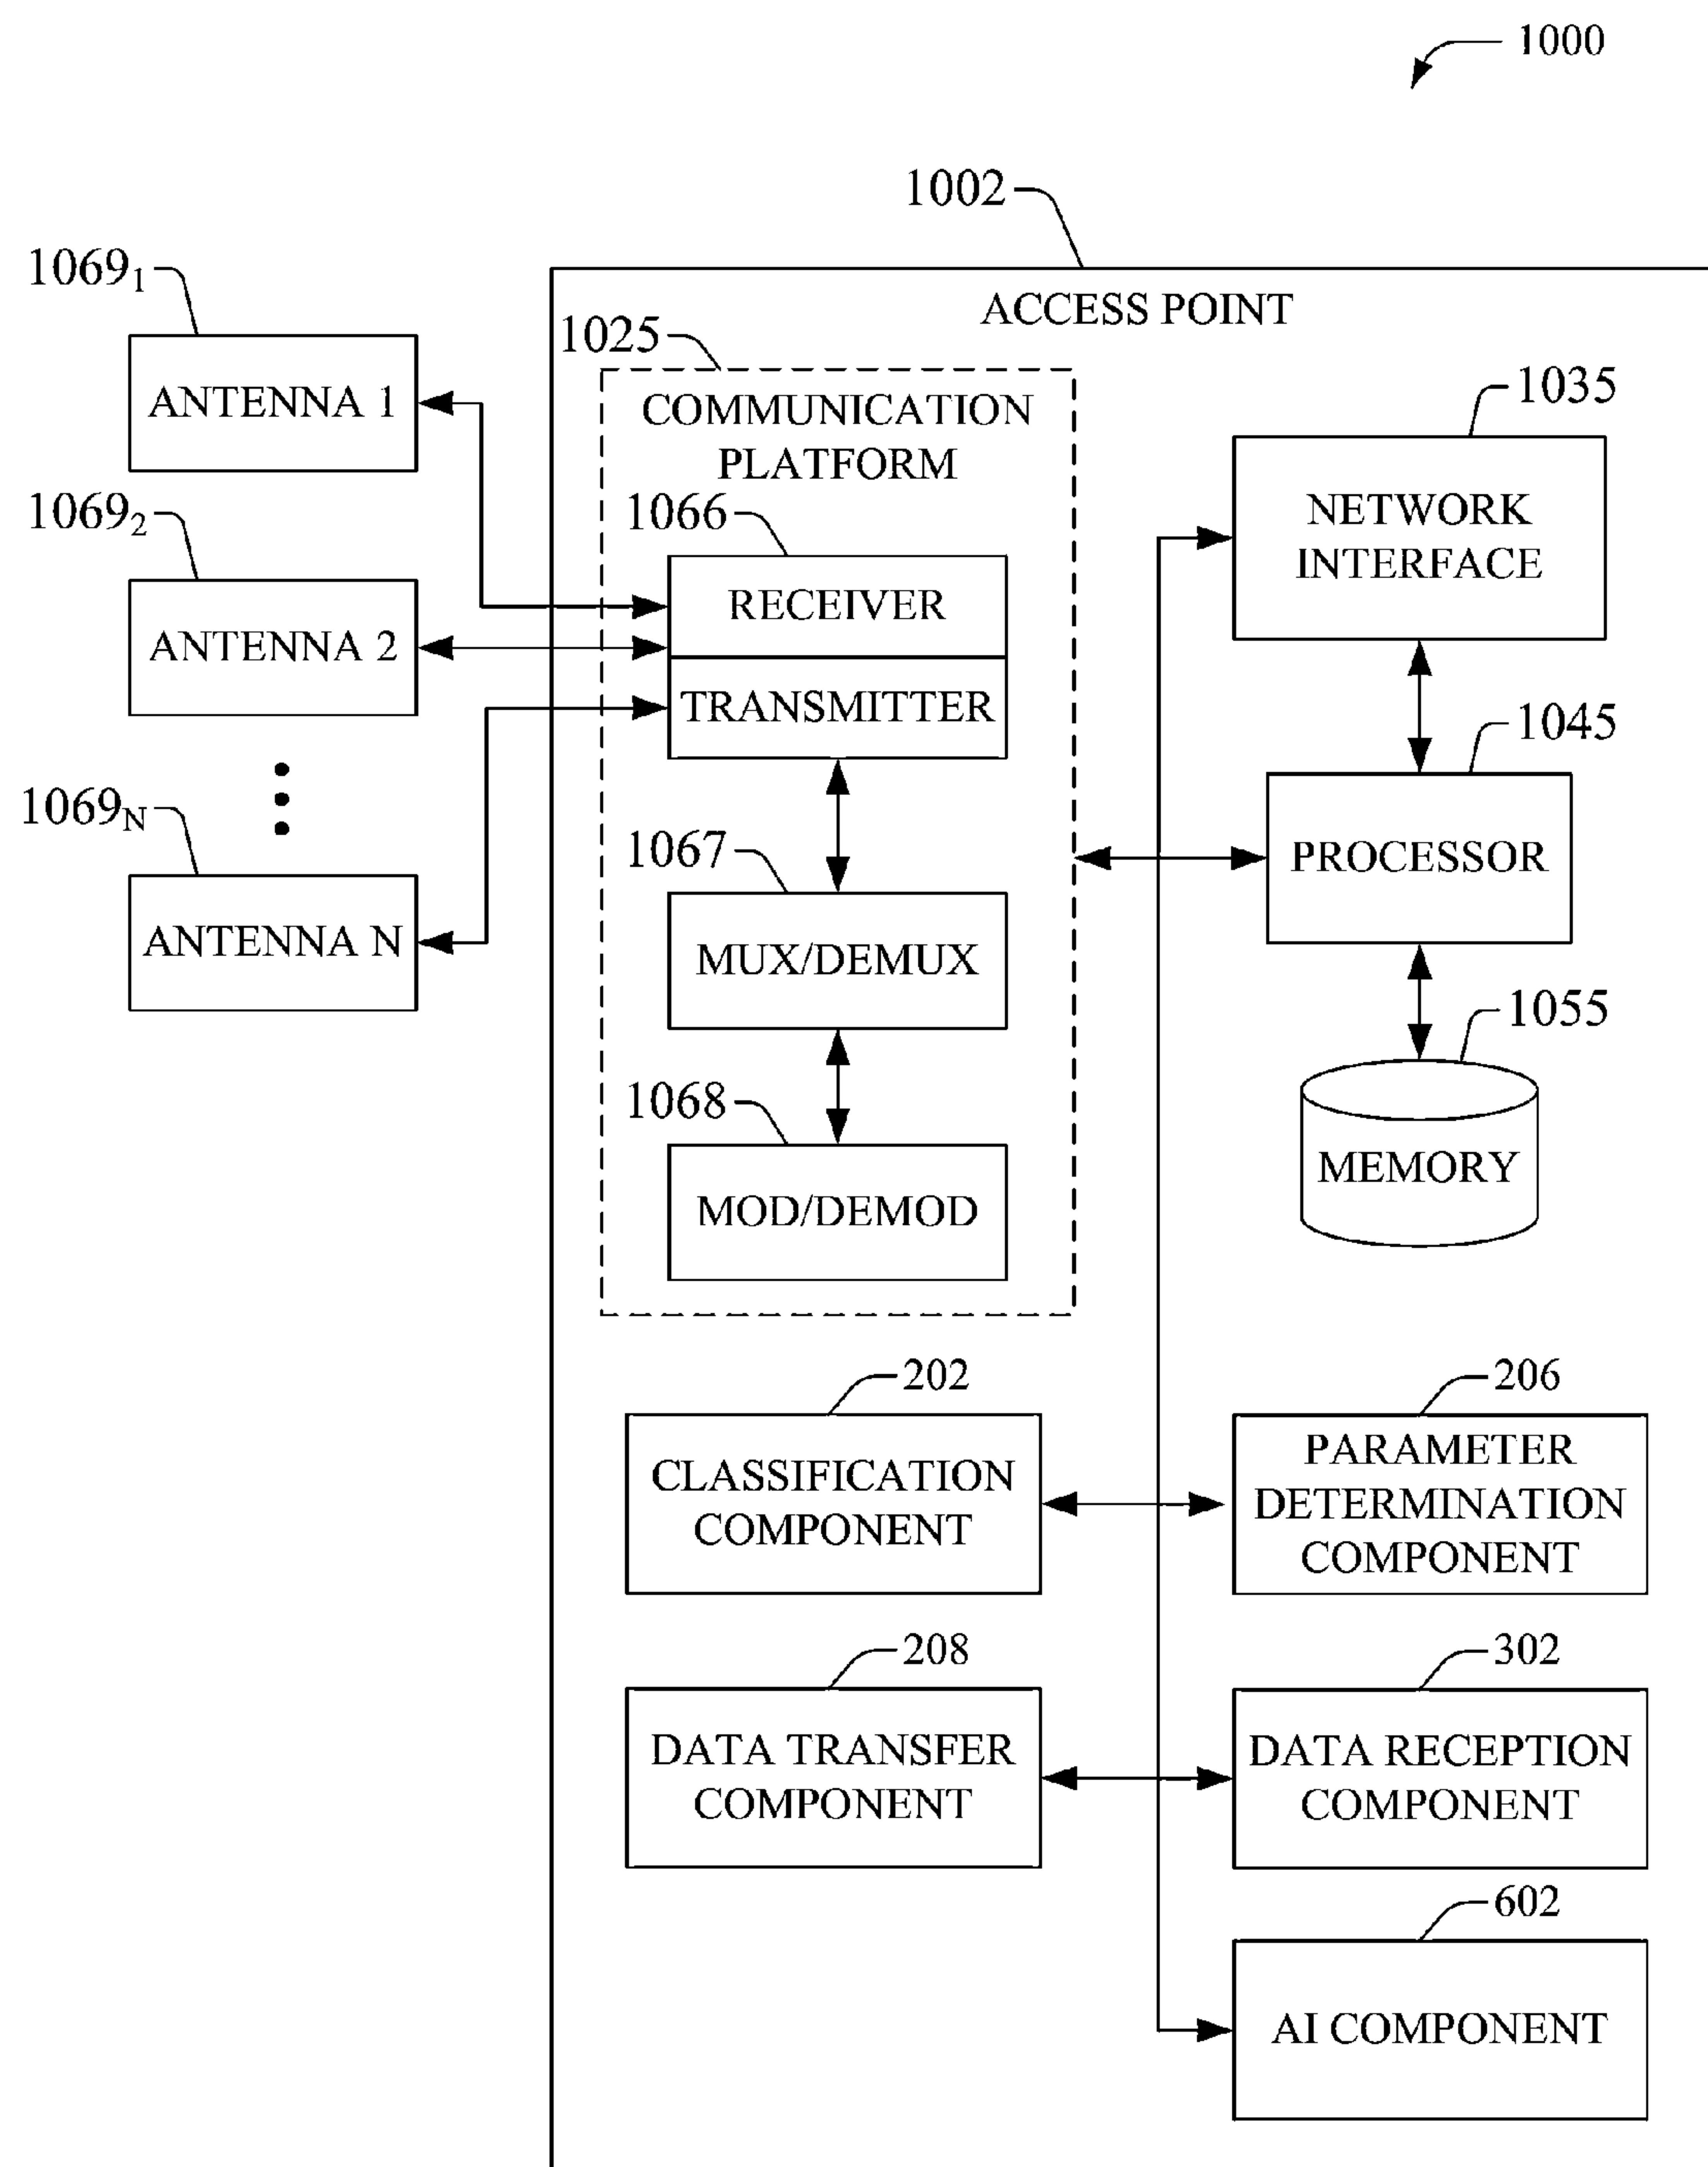 1000
1002
ACCESS POINT
1069₁
ANTENNA 1
1069₂
ANTENNA 2
1069N
ANTENNA N
1025
COMMUNICATION
PLATFORM
1066
RECEIVER
TRANSMITTER
1067
MUX/DEMUX
1068
MOD/DEMOD
1035
NETWORK
INTERFACE
1045
PROCESSOR
1055
MEMORY
202
CLASSIFICATION
COMPONENT
206
PARAMETER
DETERMINATION
COMPONENT
208
DATA TRANSFER
COMPONENT
302
DATA RECEPTION
COMPONENT
602
AI COMPONENT